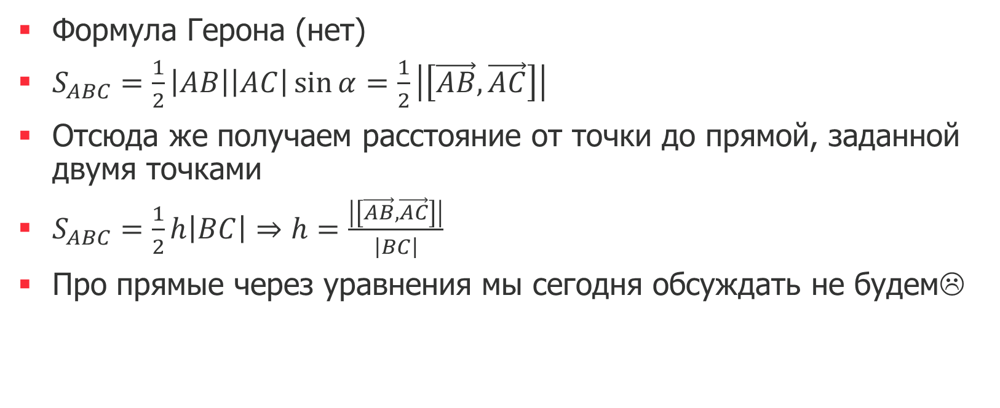 ▪ Формула Герона (нет)
▪ $S_{ABC} = \frac{1}{2}|AB||AC| \sin \alpha = \frac{1}{2}\left|\left[\overrightarrow{AB}, \overrightarrow{AC}\right]\right|$
▪ Отсюда же получаем расстояние от точки до прямой, заданной
двумя точками
▪ $S_{ABC} = \frac{1}{2}h|BC| \Rightarrow h = \frac{\left|\left[\overrightarrow{AB},\overrightarrow{AC}\right]\right|}{|BC|}$
▪ Про прямые через уравнения мы сегодня обсуждать не будем☹